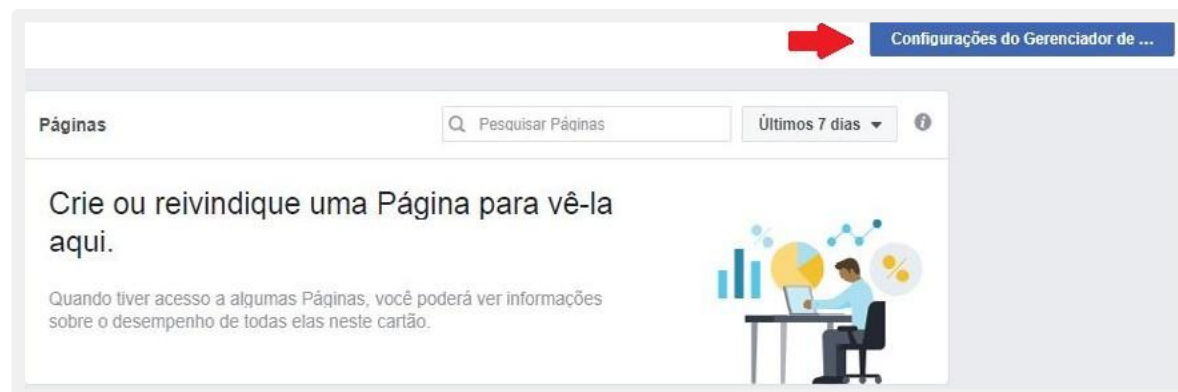 Configurações do Gerenciador de ...
Páginas
Pesquisar Páginas
Últimos 7 dias
Crie ou reivindique uma Página para vê-la
aqui.
Quando tiver acesso a algumas Páginas, você poderá ver informações
sobre o desempenho de todas elas neste cartão.
%
%